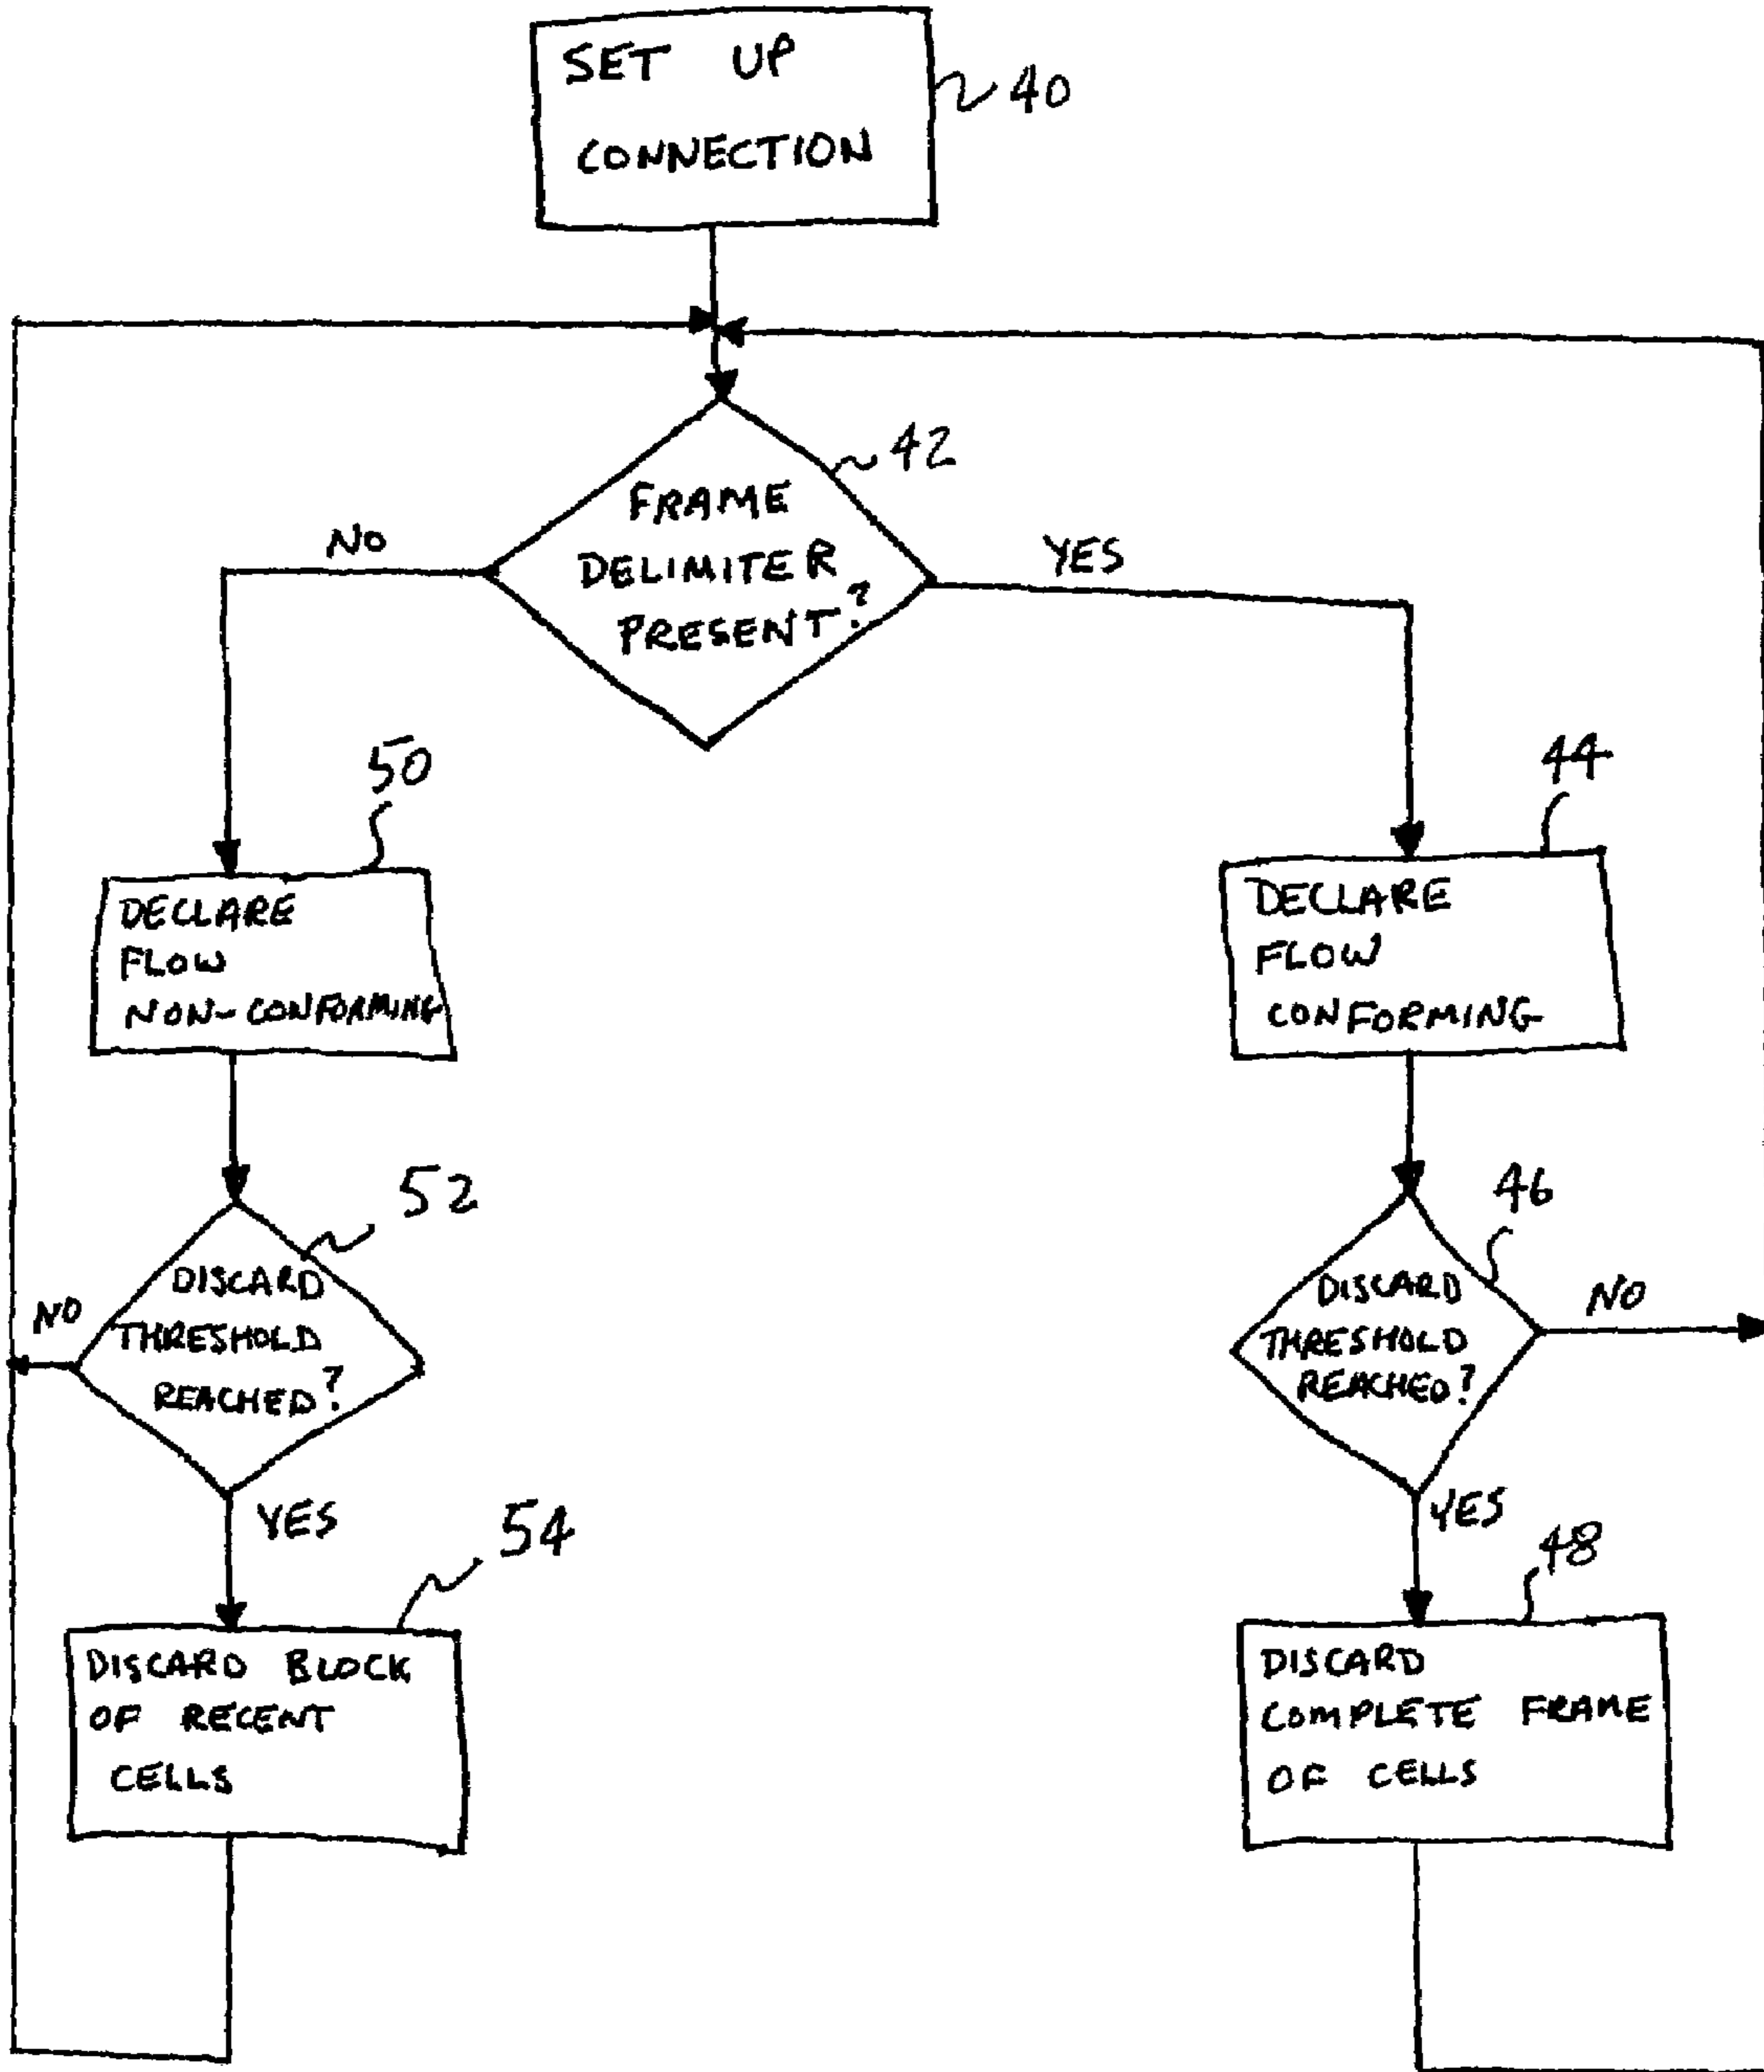 SET UP
CONNECTION
40
42
FRAME
DELIMITER
PRESENT?
NO
YES
50
44
DECLARE
FLOW
NON-CONFORMING
DECLARE
FLOW
CONFORMING
52
46
DISCARD
THRESHOLD
REACHED?
NO
YES
DISCARD
THRESHOLD
REACHED?
NO
YES
54
48
DISCARD BLOCK
OF RECENT
CELLS
DISCARD
COMPLETE FRAME
OF CELLS